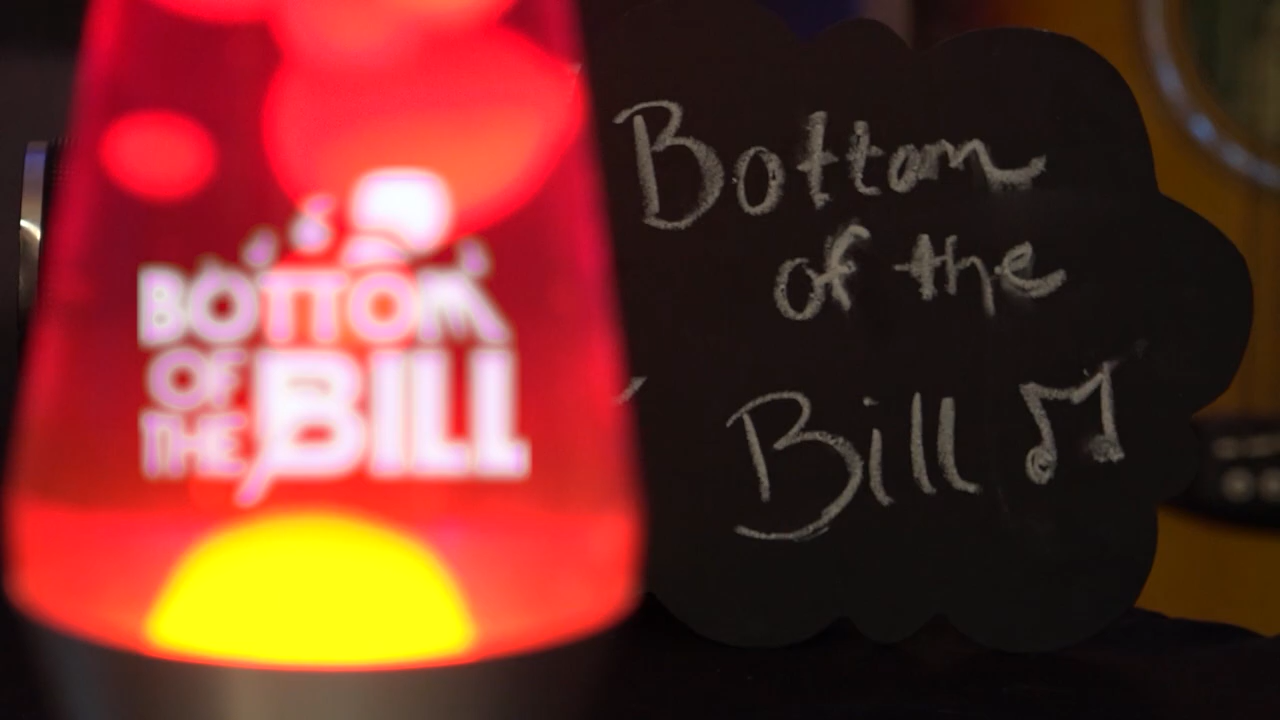 BOTTOM
OF
THE BILL
Bottom
of the
Bill